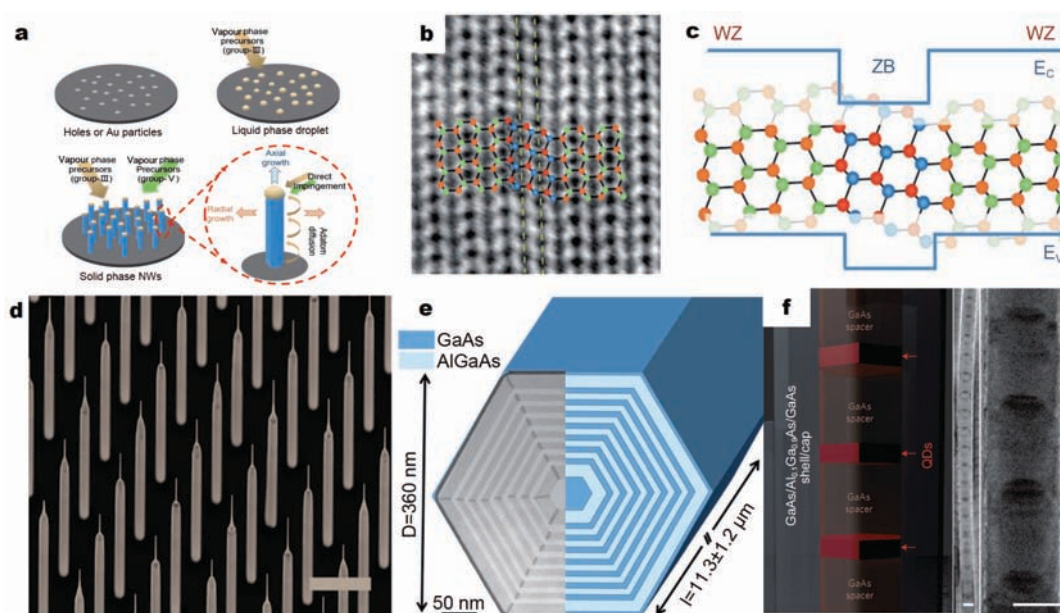 a
Vapour phase
precursors
(group-III)
Holes or Au particles
Liquid phase droplet
Vapour phase
precursors
(group-III)
Vapour phase
precursors
(group-V)
Axial
growth
Direct
Impingement
Radial
growth
Adatom
diffusion
Solid phase NWs
b
c
WZ
ZB
WZ
E_C
E_V
d
e
GaAs
AlGaAs
D=360 nm
50 nm
l=11.3±1.2 μm
f
GaAs/Al₀.₁Ga₀.₉As/GaAs
shell/cap
GaAs
spacer
GaAs
spacer
GaAs
spacer
GaAs
spacer
QDs